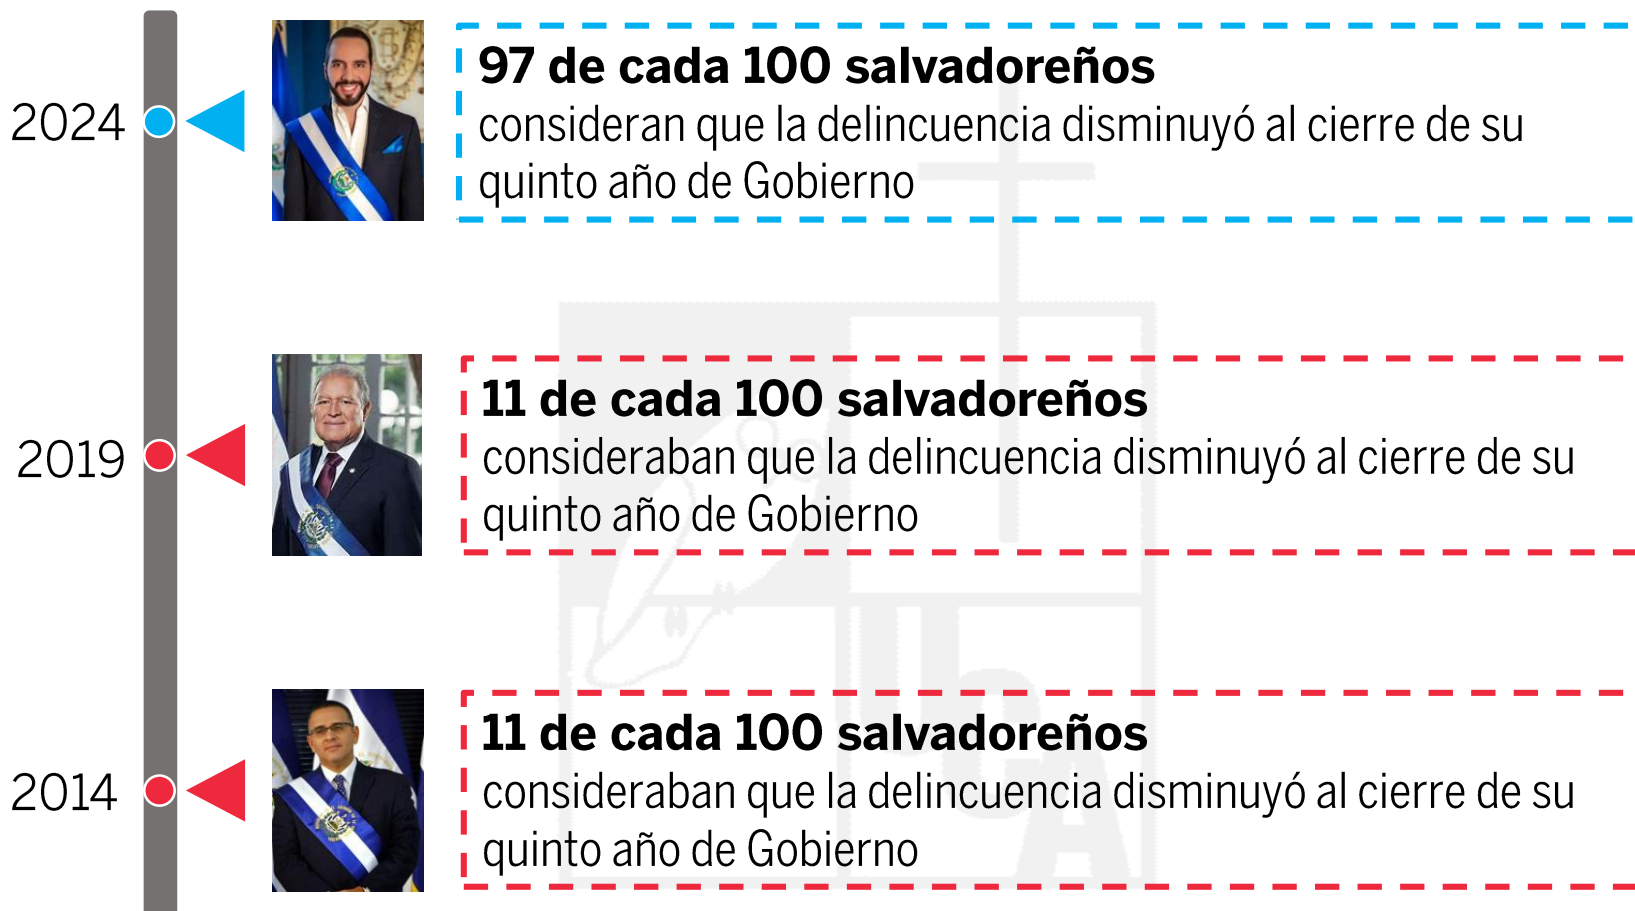 2024
97 de cada 100 salvadoreños
consideran que la delincuencia disminuyó al cierre de su
quinto año de Gobierno
2019
11 de cada 100 salvadoreños
consideraban que la delincuencia disminuyó al cierre de su
quinto año de Gobierno
2014
11 de cada 100 salvadoreños
consideraban que la delincuencia disminuyó al cierre de su
quinto año de Gobierno
UCA